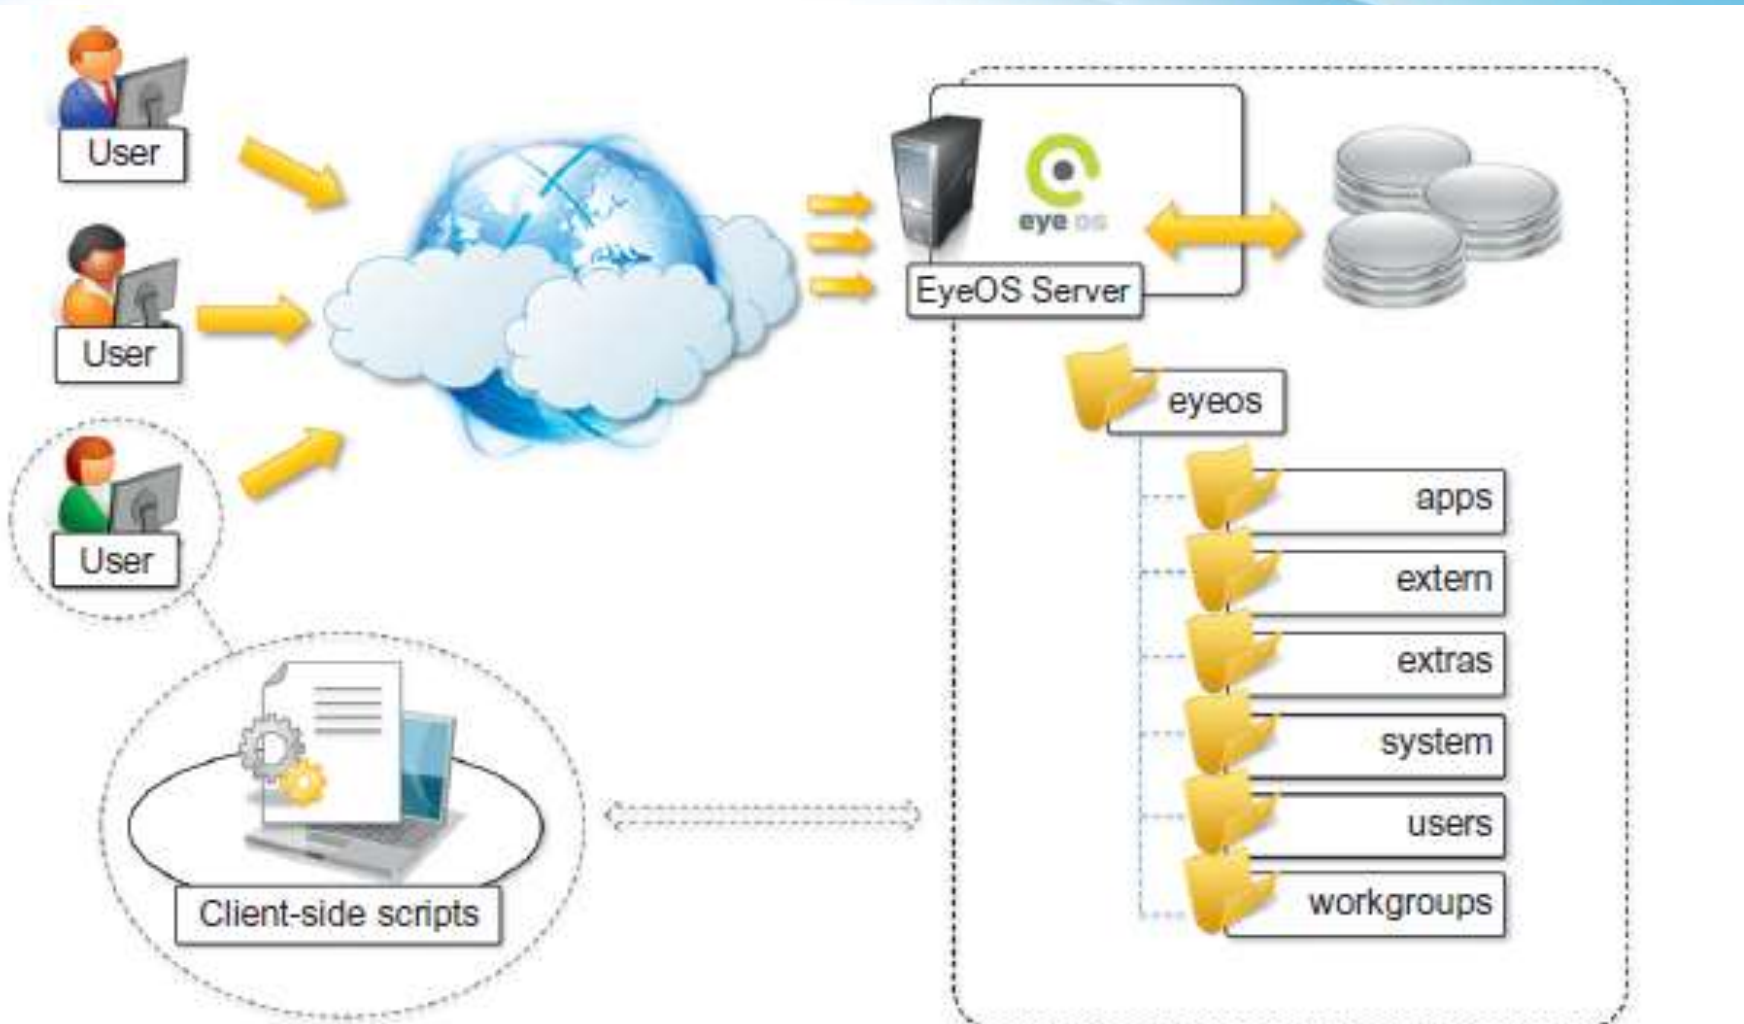 User
User
User
eye os
EyeOS Server
eyeos
apps
extern
extras
system
users
workgroups
Client-side scripts